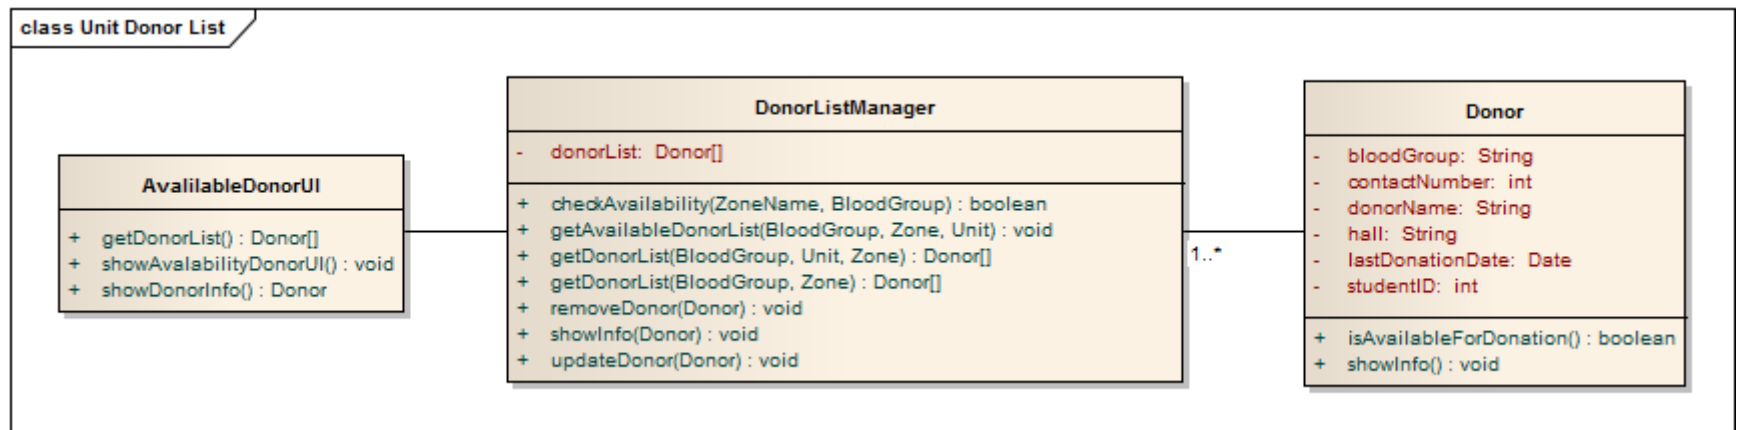 class Unit Donor List
AvalilableDonorUI
+ getDonorList() : Donor[]
+ showAvalabilityDonorUI() : void
+ showDonorInfo() : Donor
DonorListManager
- donorList: Donor[]
+ checkAvailability(ZoneName, BloodGroup) : boolean
+ getAvailableDonorList(BloodGroup, Zone, Unit) : void
+ getDonorList(BloodGroup, Unit, Zone) : Donor[]
+ getDonorList(BloodGroup, Zone) : Donor[]
+ removeDonor(Donor) : void
+ showInfo(Donor) : void
+ updateDonor(Donor) : void
1..*
Donor
- bloodGroup: String
- contactNumber: int
- donorName: String
- hall: String
- lastDonationDate: Date
- studentID: int
+ isAvailableForDonation() : boolean
+ showInfo() : void